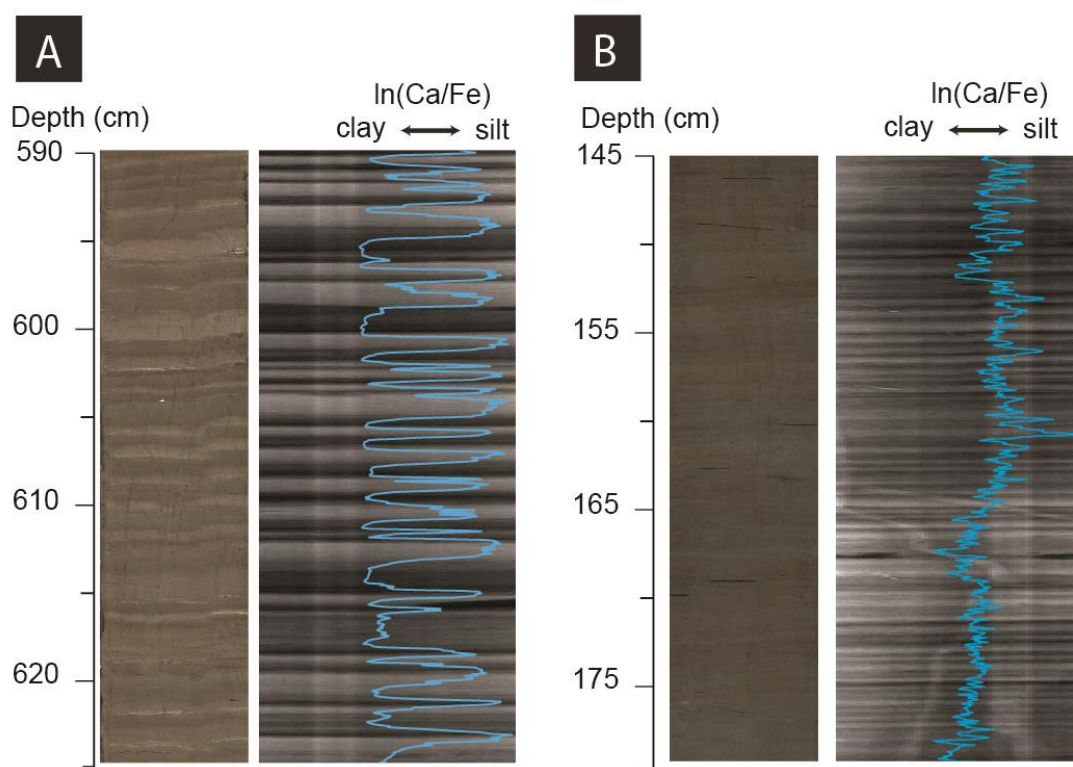 A
ln(Ca/Fe)
Depth (cm)
clay silt
590
600
610
620
B
ln(Ca/Fe)
Depth (cm)
clay silt
145
155
165
175